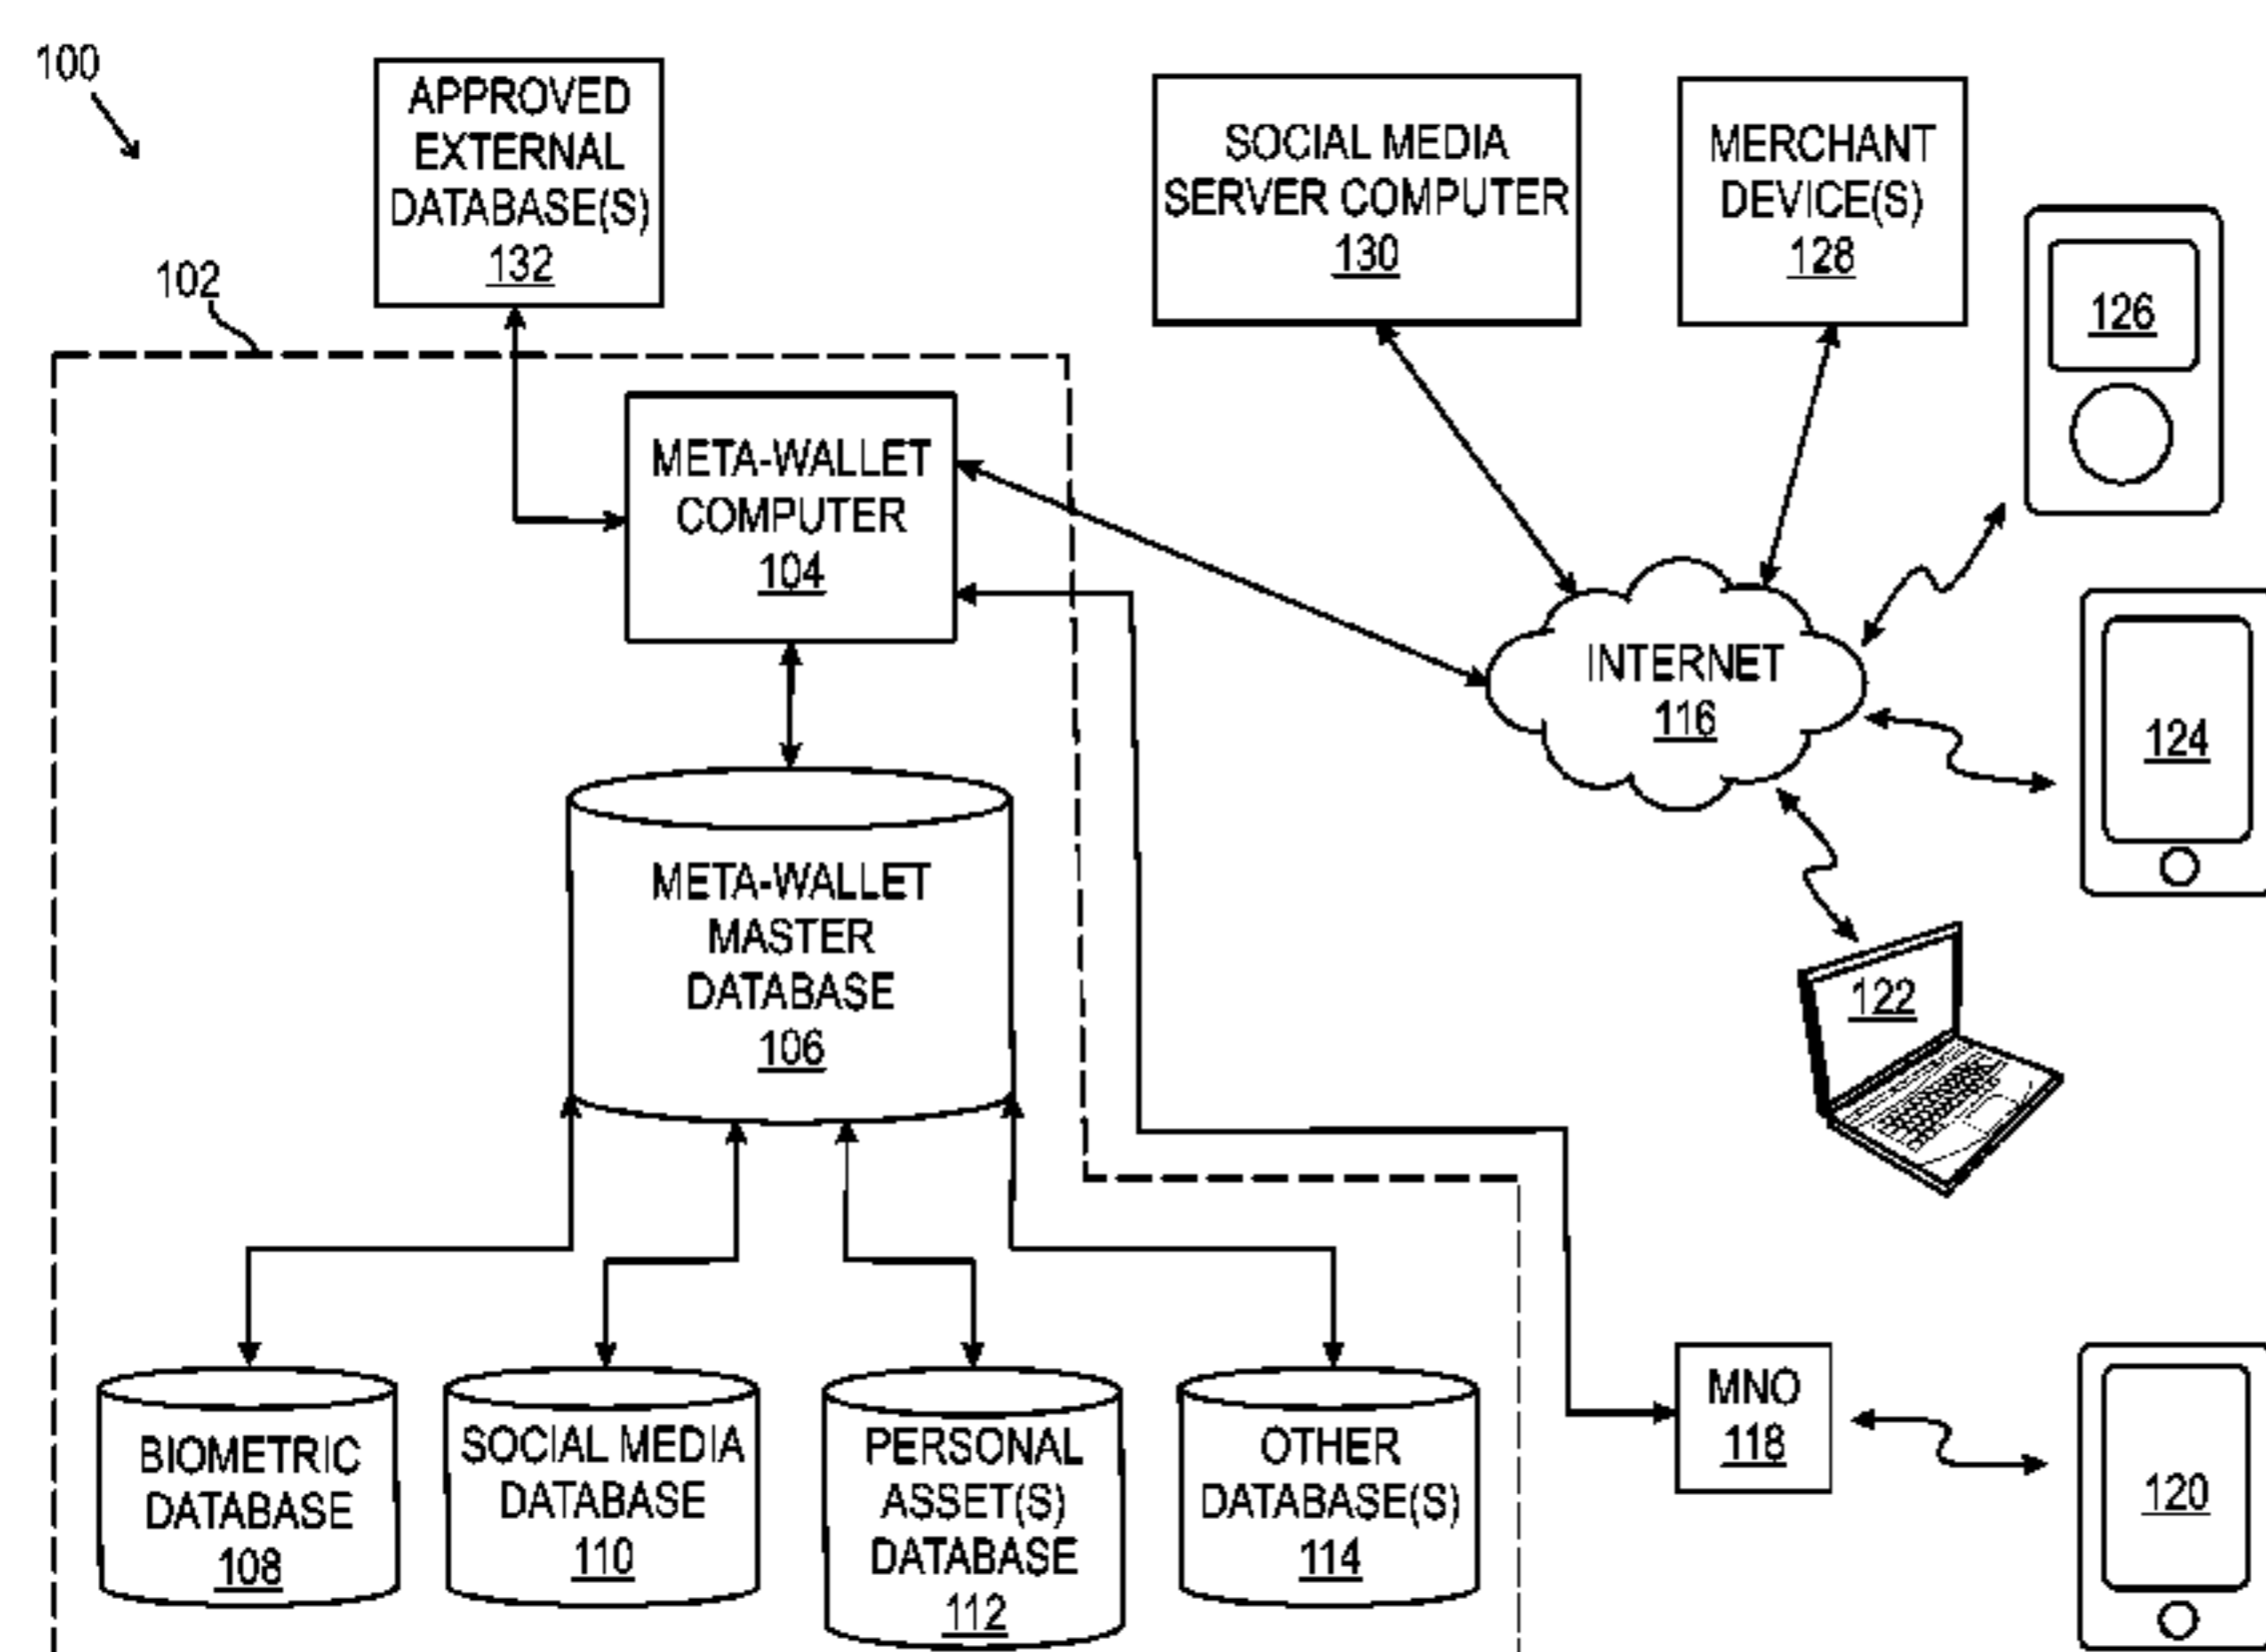 100
APPROVED
EXTERNAL
DATABASE(S)
132
SOCIAL MEDIA
SERVER COMPUTER
130
MERCHANT
DEVICE(S)
128
126
102
META-WALLET
COMPUTER
104
INTERNET
116
124
META-WALLET
MASTER
DATABASE
106
122
BIOMETRIC
DATABASE
108
SOCIAL MEDIA
DATABASE
110
PERSONAL
ASSET(S)
DATABASE
112
OTHER
DATABASE(S)
114
MNO
118
120